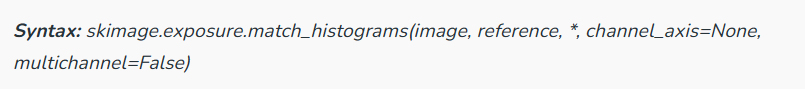 Syntax: skimage.exposure.match_histograms(image, reference, *, channel_axis=None,
multichannel=False)